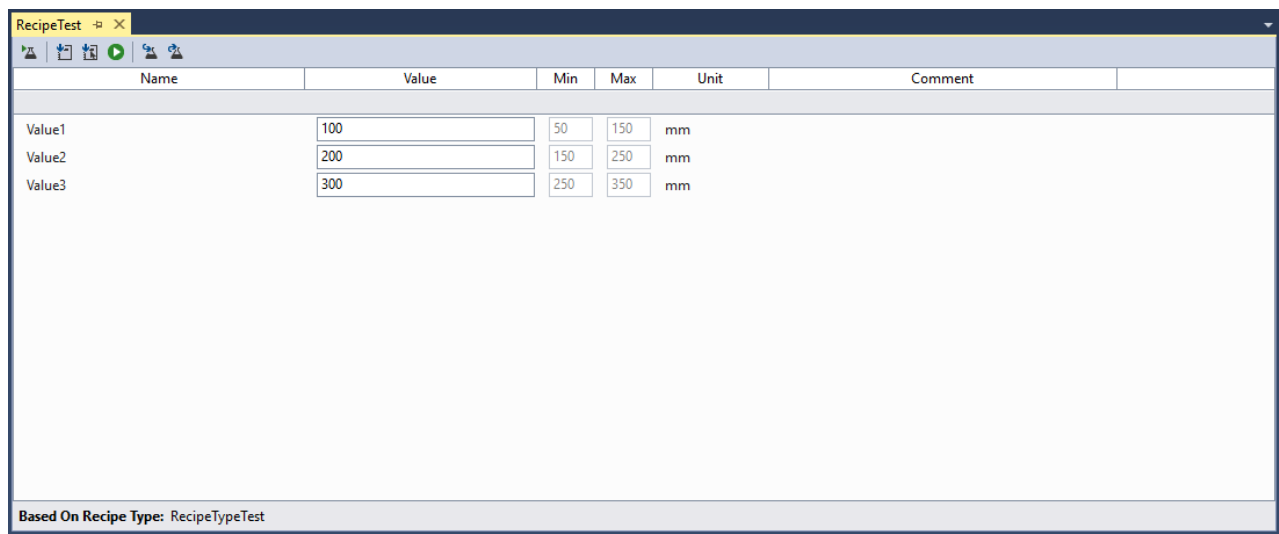 RecipeTest
Name Value Min Max Unit Comment
Value1 100 50 150 mm
Value2 200 150 250 mm
Value3 300 250 350 mm
Based On Recipe Type: RecipeTypeTest